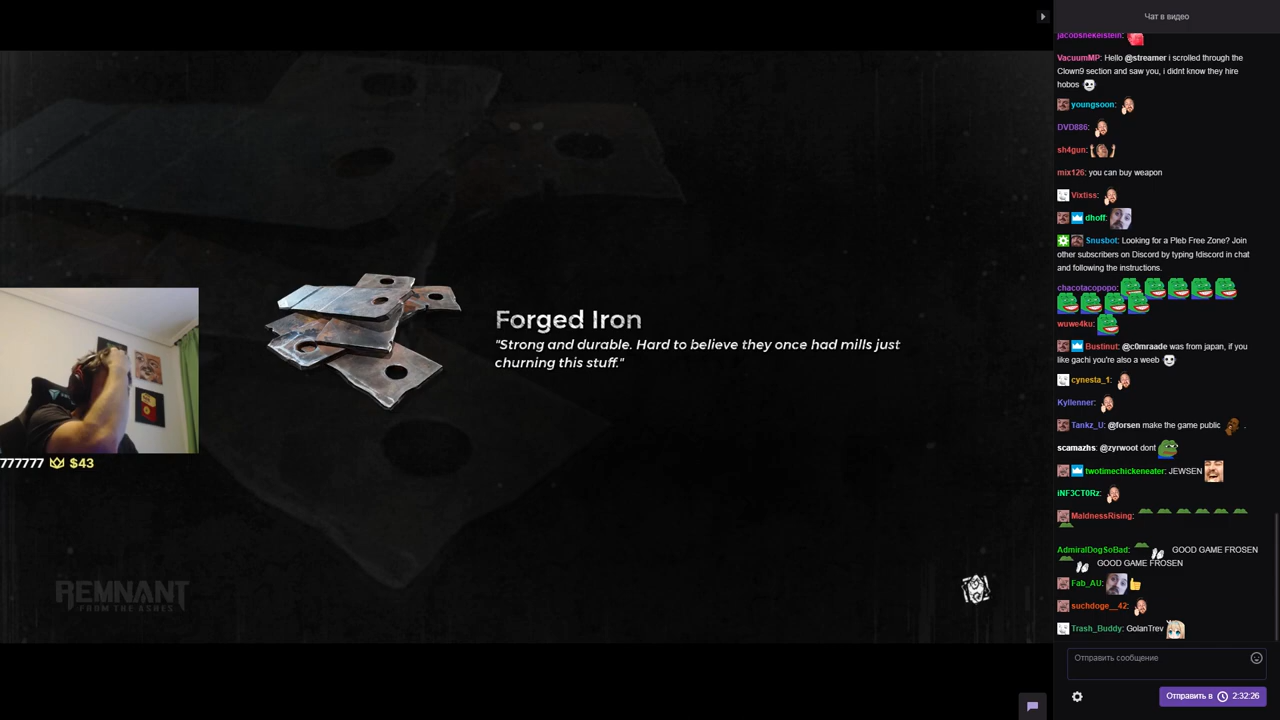 Чат в видео
jacobshekelstein:
VacuumMP: Hello @streamer i scrolled through the
Clown9 section and saw you, i didnt know they hire
hobos
youngsoon:
DVD886:
sh4gun:
mix126: you can buy weapon
Vixtiss:
dhoff:
Snusbot: Looking for a Pleb Free Zone? Join
other subscribers on Discord by typing !discord in chat
and following the instructions.
chacotacopopo:
wuwe4ku:
Bustinut: @c0mraade was from japan, if you
like gachi you're also a weeb
cynesta_1:
Kyllenner:
Tankz_U: @forsen make the game public .
scamazhs: @zyrwoot dont
twotimechickeneater: JEWSEN
iNF3CT0Rz:
MaldnessRising:
AdmiralDogSoBad: GOOD GAME FROSEN
GOOD GAME FROSEN
Fab_AU:
suchdoge__42:
Trash_Buddy: GolanTrev
Отправить сообщение
Отправить в 2:32:26
Forged Iron
"Strong and durable. Hard to believe they once had mills just
churning this stuff."
777777 $43
REMNANT
FROM THE ASHES